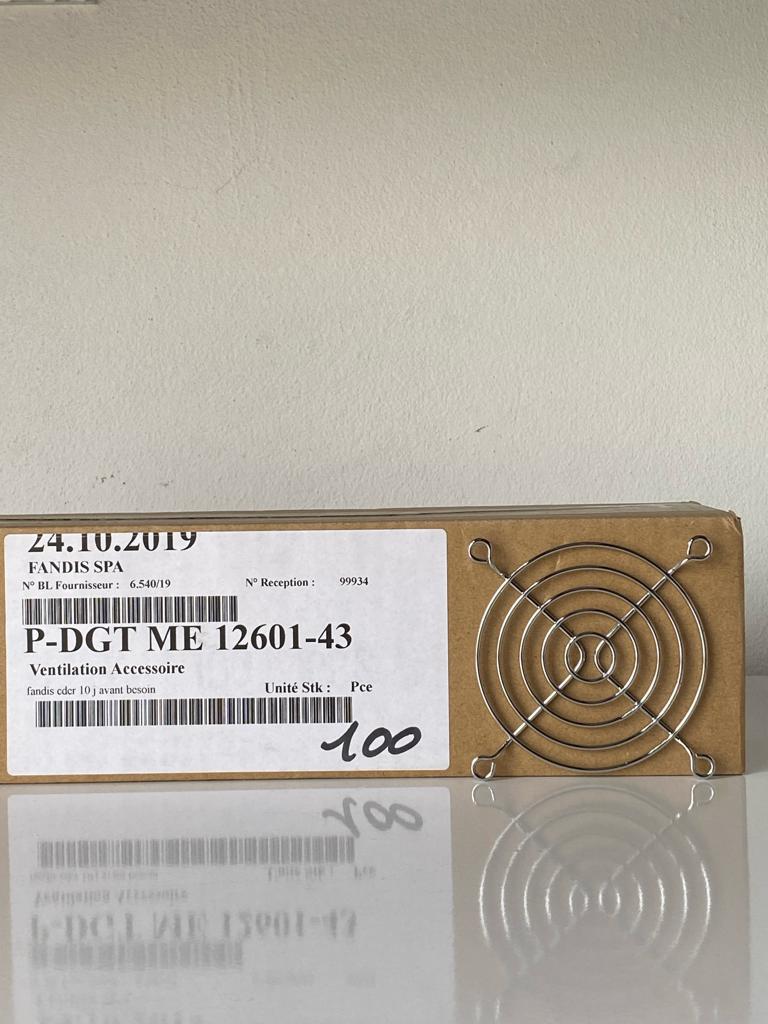 24.10.2019
FANDIS SPA
N° BL Fournisseur : 6.540/19 N° Reception : 99934
P-DGT ME 12601-43
Ventilation Accessoire
fandis cder 10 j avant besoin Unité Stk : Pce
100